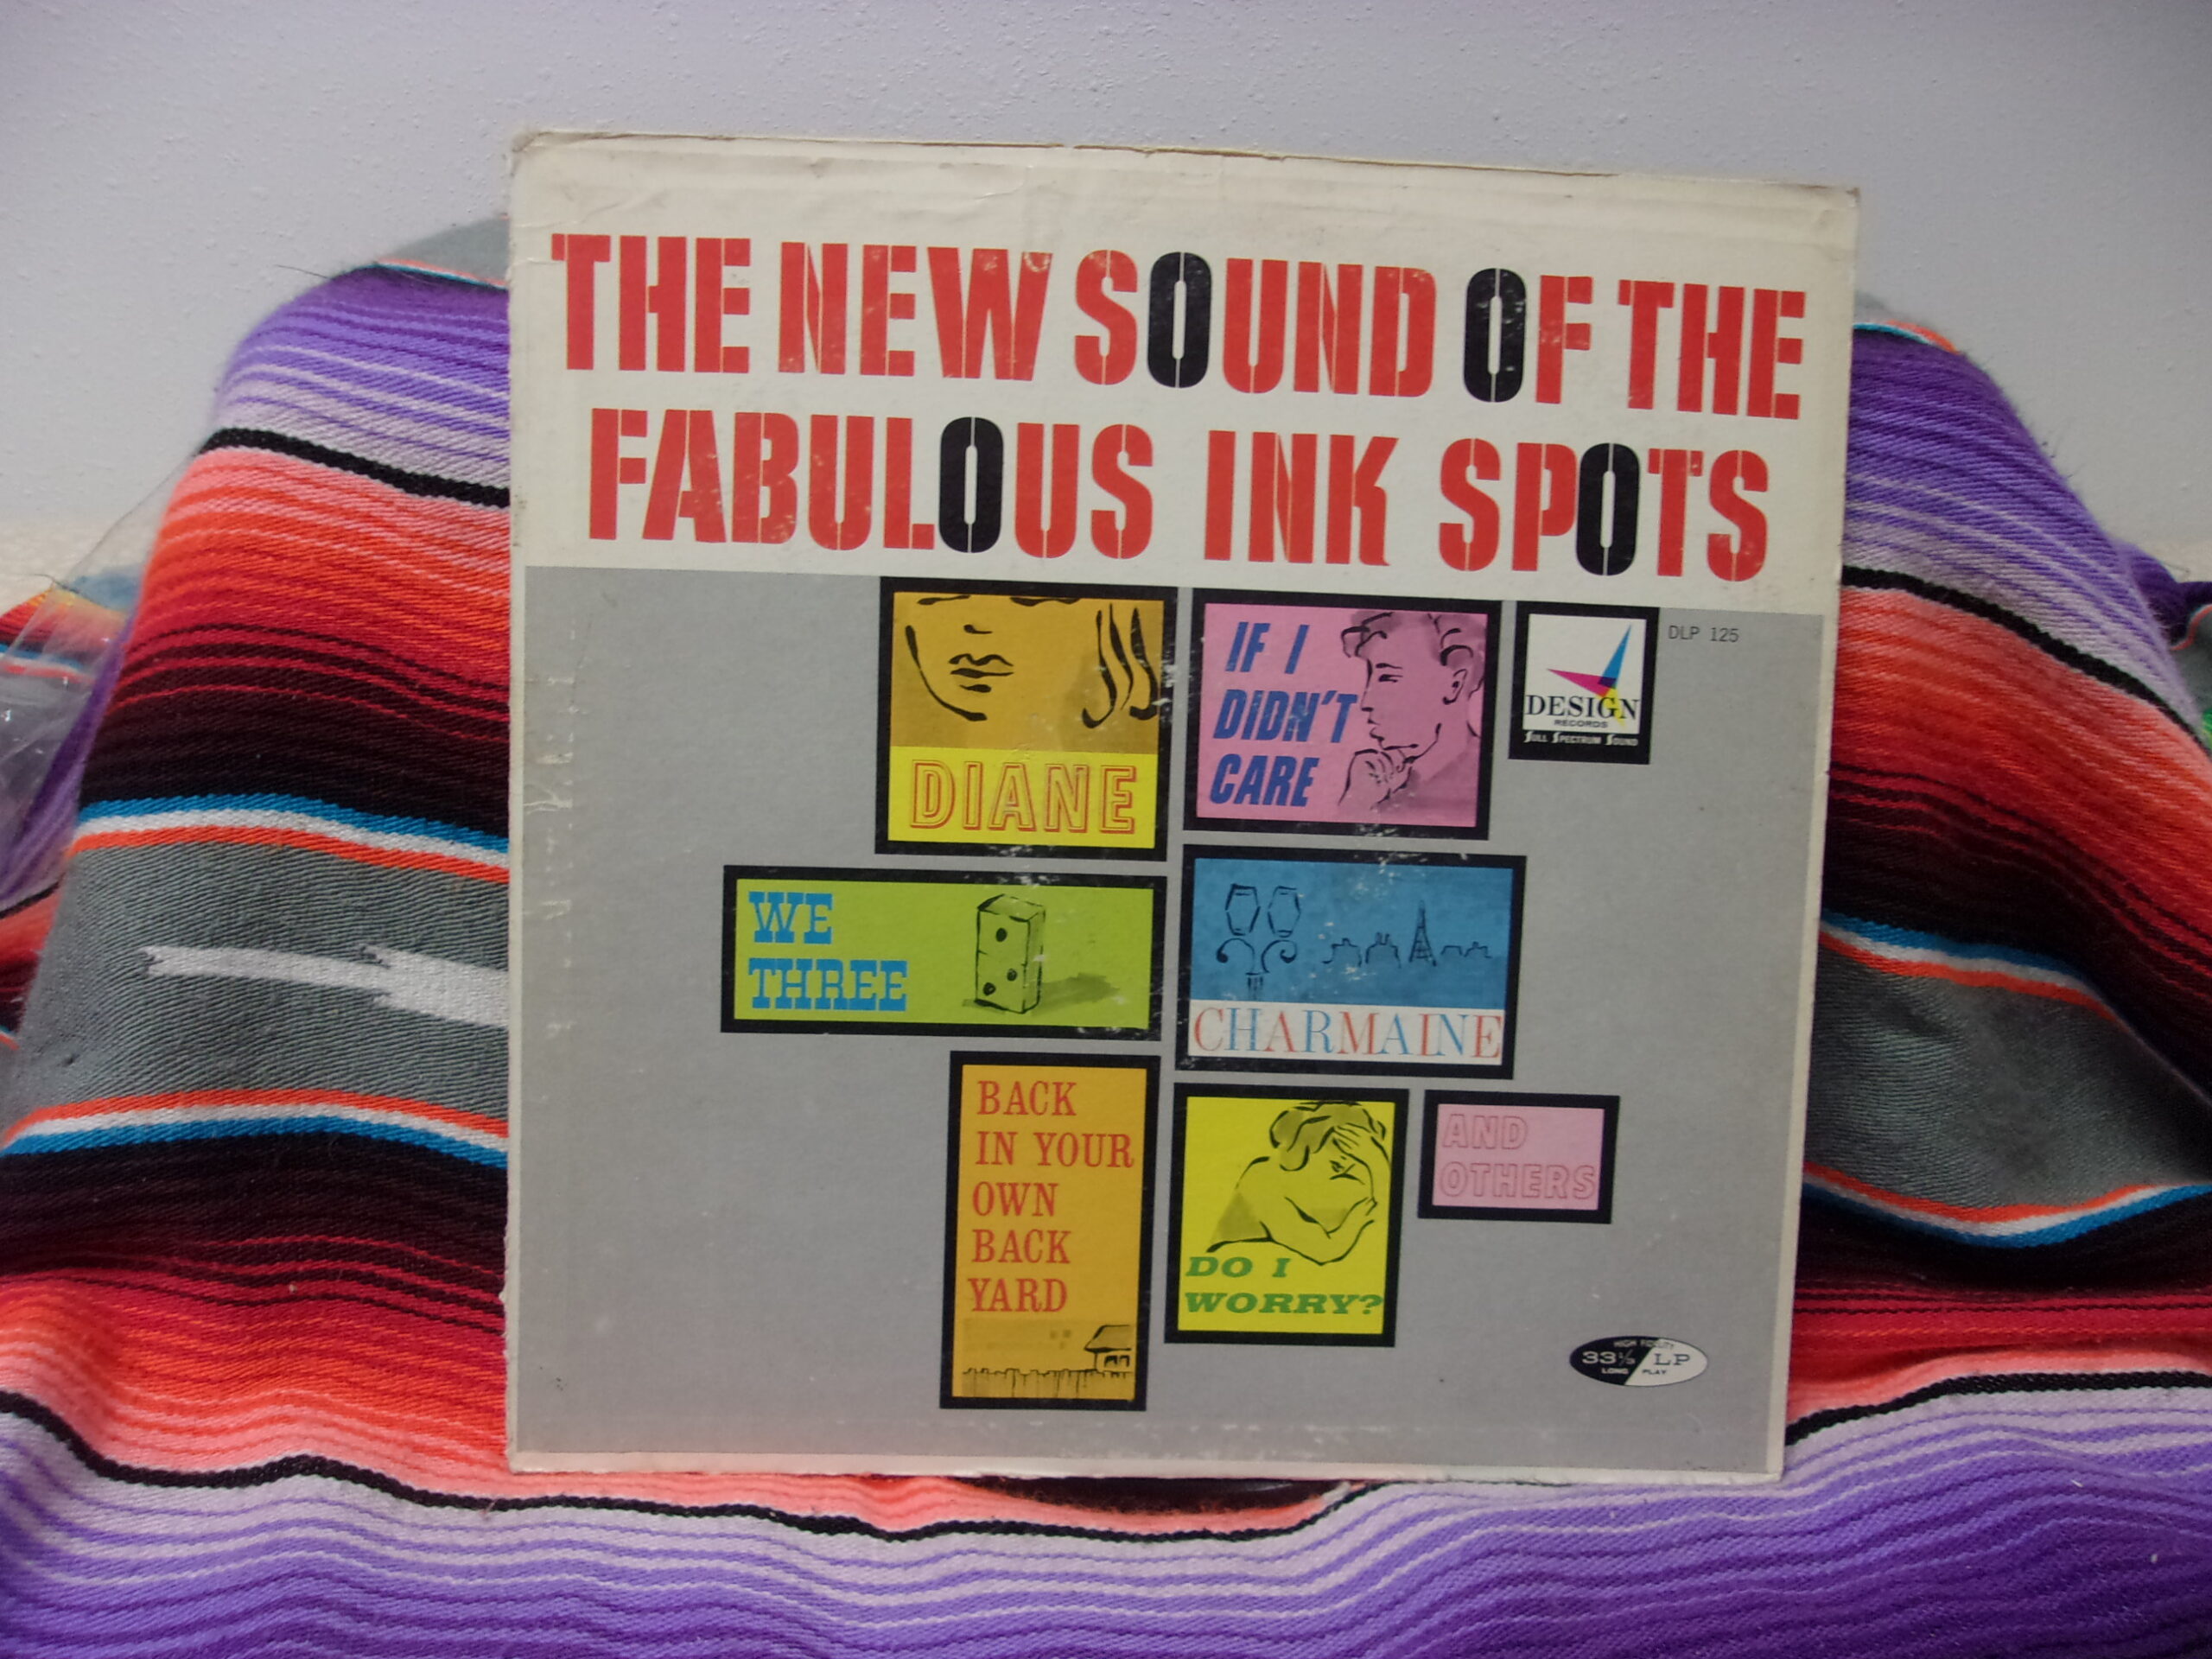 THE NEW SOUND OF THE
FABULOUS INK SPOTS
DIANE
IF I
DIDN'T
CARE
DESIGN
RECORDS
FULL SPECTRUM SOUND
DLP 125
WE
THREE
CHARMAINE
BACK
IN YOUR
OWN
BACK
YARD
DO I
WORRY?
AND
OTHERS
HIGH FIDELITY
33 1/3 LP
LONG PLAY